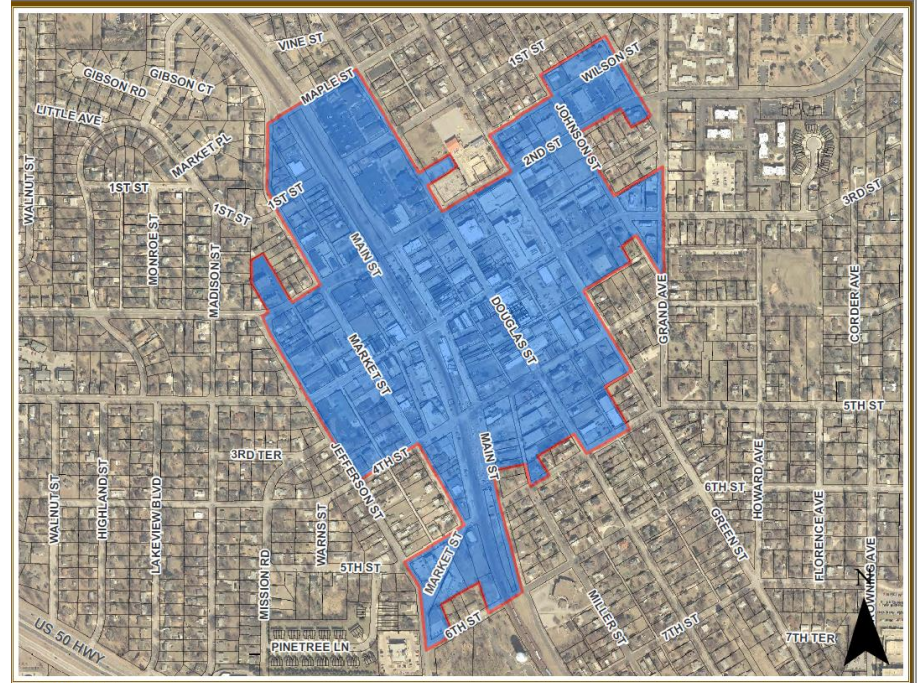 VINE ST
1ST ST
WILSON ST
GIBSON RD
GIBSON CT
MAPLE ST
LITTLE AVE
MARKET PL
JOHNSON ST
2ND ST
WALNUT ST
1ST ST
1ST ST
1ST ST
3RD ST
MONROE ST
MADISON ST
MAIN ST
GRAND AVE
CORDER AVE
DOUGLAS ST
MARKET ST
5TH ST
3RD TER
4TH ST
JEFFERSON ST
MAIN ST
WALNUT ST
HIGHLAND ST
LAKEVIEW BLVD
WARNIS ST
6TH ST
HOWARD AVE
GREEN ST
FLORENCE AVE
MISSION RD
5TH ST
MARKET ST
N
MILLER ST
7TH ST
6TH ST
7TH TER
US 50 HWY
PINETREE LN